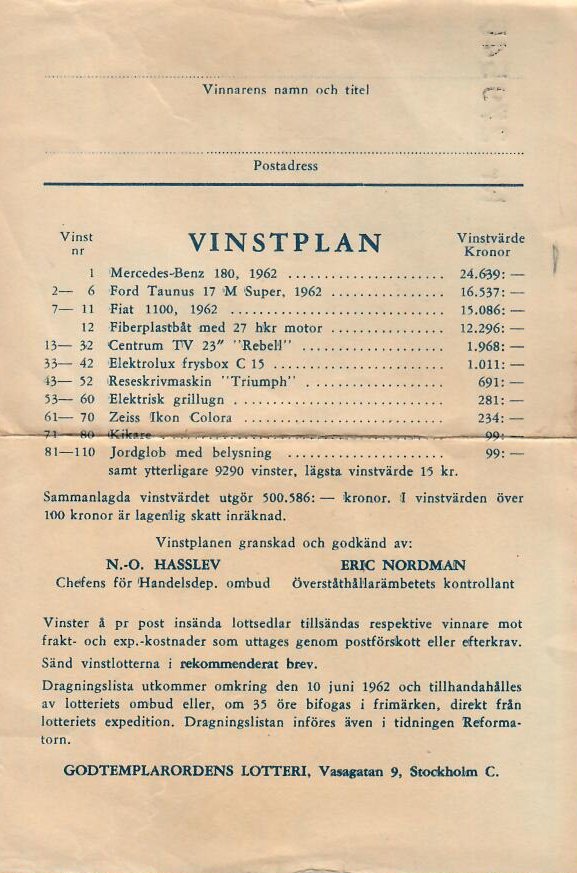 Vinnarens namn och titel
Postadress
Vinst nr VINSTPLAN Vinstvärde Kronor
1 Mercedes-Benz 180, 1962 ........................ 24.639: —
2— 6 Ford Taunus 17 M Super, 1962 ................. 16.537: —
7— 11 Fiat 1100, 1962 ............................... 15.086: —
12 Fiberplastbåt med 27 hkr motor .................. 12.296: —
13— 32 Centrum TV 23" "Rebell" ...................... 1.968: —
33— 42 Elektrolux frysbox C 15 ....................... 1.011: —
43— 52 Reseskrivmaskin "Triumph" .................... 691: —
53— 60 Elektrisk grillugn ............................. 281: —
61— 70 Zeiss Ikon Colora ............................. 234: —
71— 80 Kikare ........................................ 99: —
81—110 Jordglob med belysning ....................... 99: —
samt ytterligare 9290 vinster, lägsta vinstvärde 15 kr.
Sammanlagda vinstvärdet utgör 500.586: — kronor. I vinstvärden över
100 kronor är lagenlig skatt inräknad.
Vinstplanen granskad och godkänd av:
N.-O. HASSLEV ERIC NORDMAN
Chefens för Handelsdep. ombud Överståthållarämbetets kontrollant
Vinster å pr post insända lottsedlar tillsändas respektive vinnare mot
frakt- och exp.-kostnader som uttages genom postförskott eller efterkrav.
Sänd vinstlotterna i rekommenderat brev.
Dragningslista utkommer omkring den 10 juni 1962 och tillhandahålles
av lotteriets ombud eller, om 35 öre bifogas i frimärken, direkt från
lotteriets expedition. Dragningslistan införes även i tidningen Reforma-
torn.
GODTEMPLARORDENS LOTTERI, Vasagatan 9, Stockholm C.